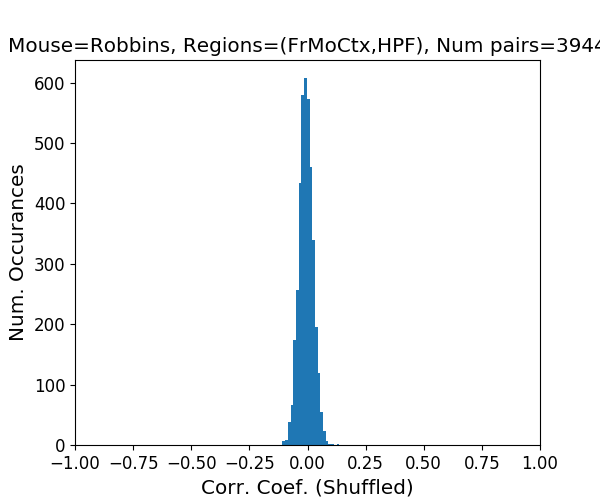 Mouse=Robbins, Regions=(FrMoCtx,HPF), Num pairs=3944
600
500
400
300
200
100
0
Num. Occurances
−1.00 −0.75 −0.50 −0.25 0.00 0.25 0.50 0.75 1.00
Corr. Coef. (Shuffled)